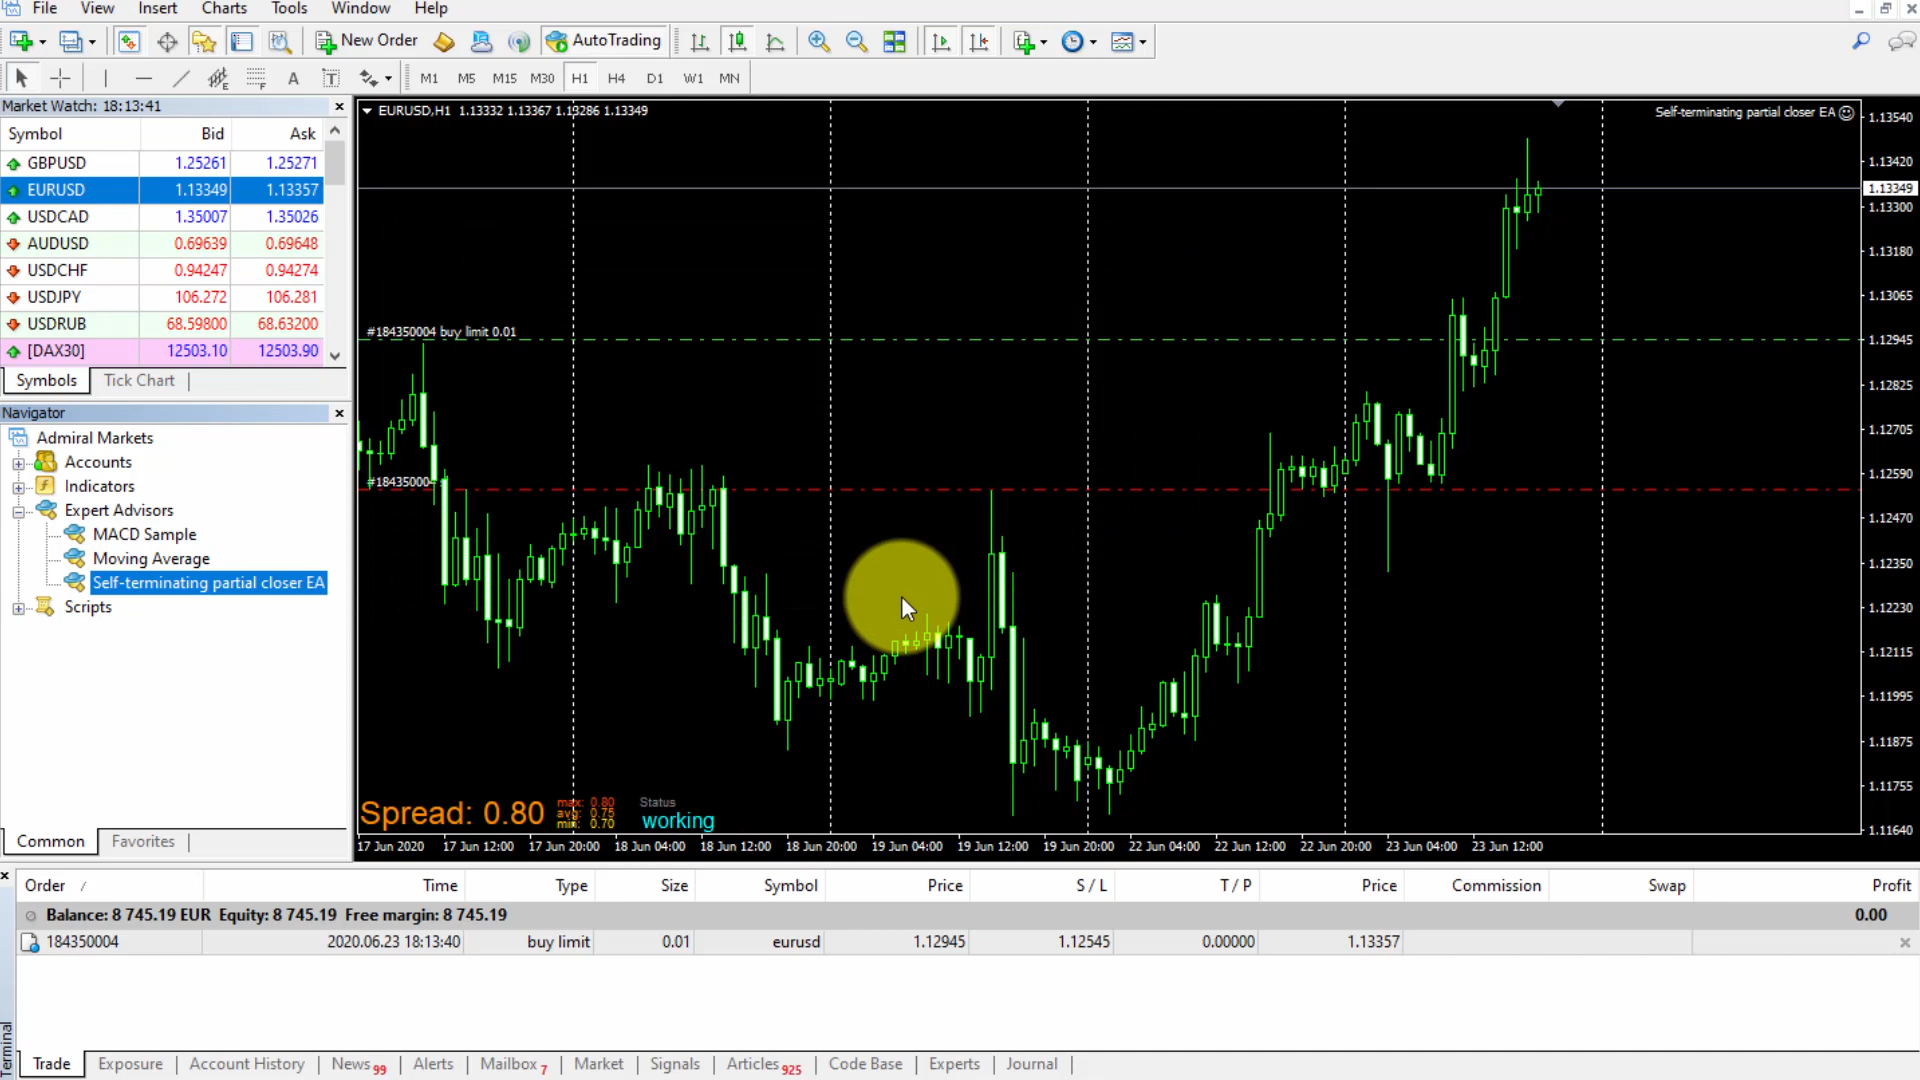 File View Insert Charts Tools Window Help
New Order AutoTrading
A T M1 M5 M15 M30 H1 H4 D1 W1 MN
Market Watch: 18:13:41
Symbol Bid Ask
GBPUSD 1.25261 1.25271
EURUSD 1.13349 1.13357
USDCAD 1.35007 1.35026
AUDUSD 0.69639 0.69648
USDCHF 0.94247 0.94274
USDJPY 106.272 106.281
USDRUB 68.59800 68.63200
[DAX30] 12503.10 12503.90
Symbols Tick Chart
Navigator
Admiral Markets
Accounts
Indicators
Expert Advisors
MACD Sample
Moving Average
Self-terminating partial closer EA
Scripts
Common Favorites
EURUSD,H1 1.13332 1.13367 1.13286 1.13349
Self-terminating partial closer EA
#184350004 buy limit 0.01
#184350004
1.13540
1.13420
1.13349
1.13300
1.13180
1.13065
1.12945
1.12825
1.12705
1.12590
1.12470
1.12350
1.12230
1.12115
1.11995
1.11875
1.11755
1.11640
Spread: 0.80
max: 0.80
avg: 0.75
min: 0.70
Status
working
17 Jun 2020 17 Jun 12:00 17 Jun 20:00 18 Jun 04:00 18 Jun 12:00 18 Jun 20:00 19 Jun 04:00 19 Jun 12:00 19 Jun 20:00 22 Jun 04:00 22 Jun 12:00 22 Jun 20:00 23 Jun 04:00 23 Jun 12:00
Order / Time Type Size Symbol Price S / L T / P Price Commission Swap Profit
Balance: 8 745.19 EUR Equity: 8 745.19 Free margin: 8 745.19 0.00
184350004 2020.06.23 18:13:40 buy limit 0.01 eurusd 1.12945 1.12545 0.00000 1.13357
Terminal
Trade Exposure Account History News 99 Alerts Mailbox 7 Market Signals Articles 925 Code Base Experts Journal